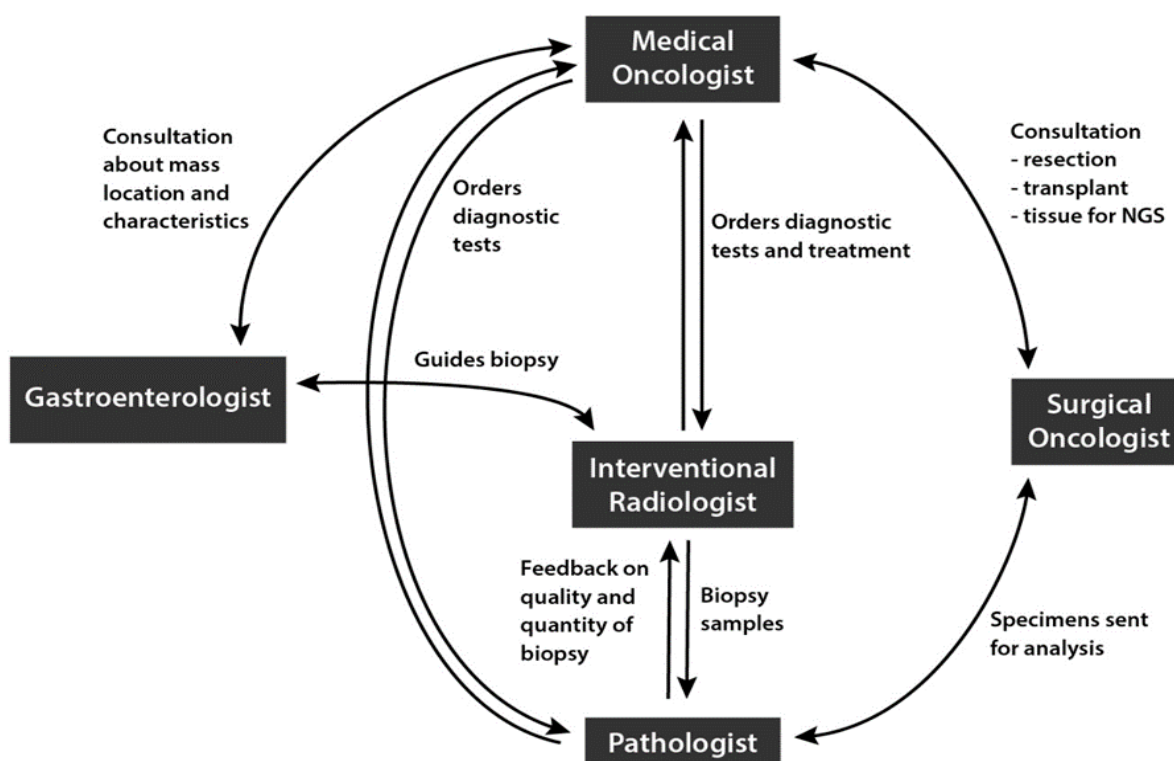 Medical
Oncologist
Consultation
about mass
location and
characteristics
Orders
diagnostic
tests
Orders diagnostic
tests and treatment
Consultation
- resection
- transplant
- tissue for NGS
Guides biopsy
Gastroenterologist
Surgical
Oncologist
Interventional
Radiologist
Feedback on
quality and
quantity of
biopsy
Biopsy
samples
Specimens sent
for analysis
Pathologist